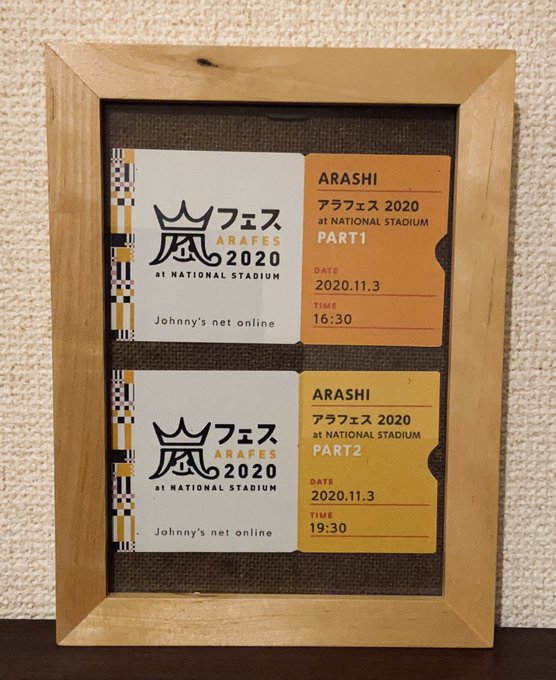 嵐フェス
ARAFES
2020
at NATIONAL STADIUM
Johnny's net online
ARASHI
アラフェス 2020
at NATIONAL STADIUM
PART1
DATE
2020.11.3
TIME
16:30
嵐フェス
ARAFES
2020
at NATIONAL STADIUM
Johnny's net online
ARASHI
アラフェス 2020
at NATIONAL STADIUM
PART2
DATE
2020.11.3
TIME
19:30